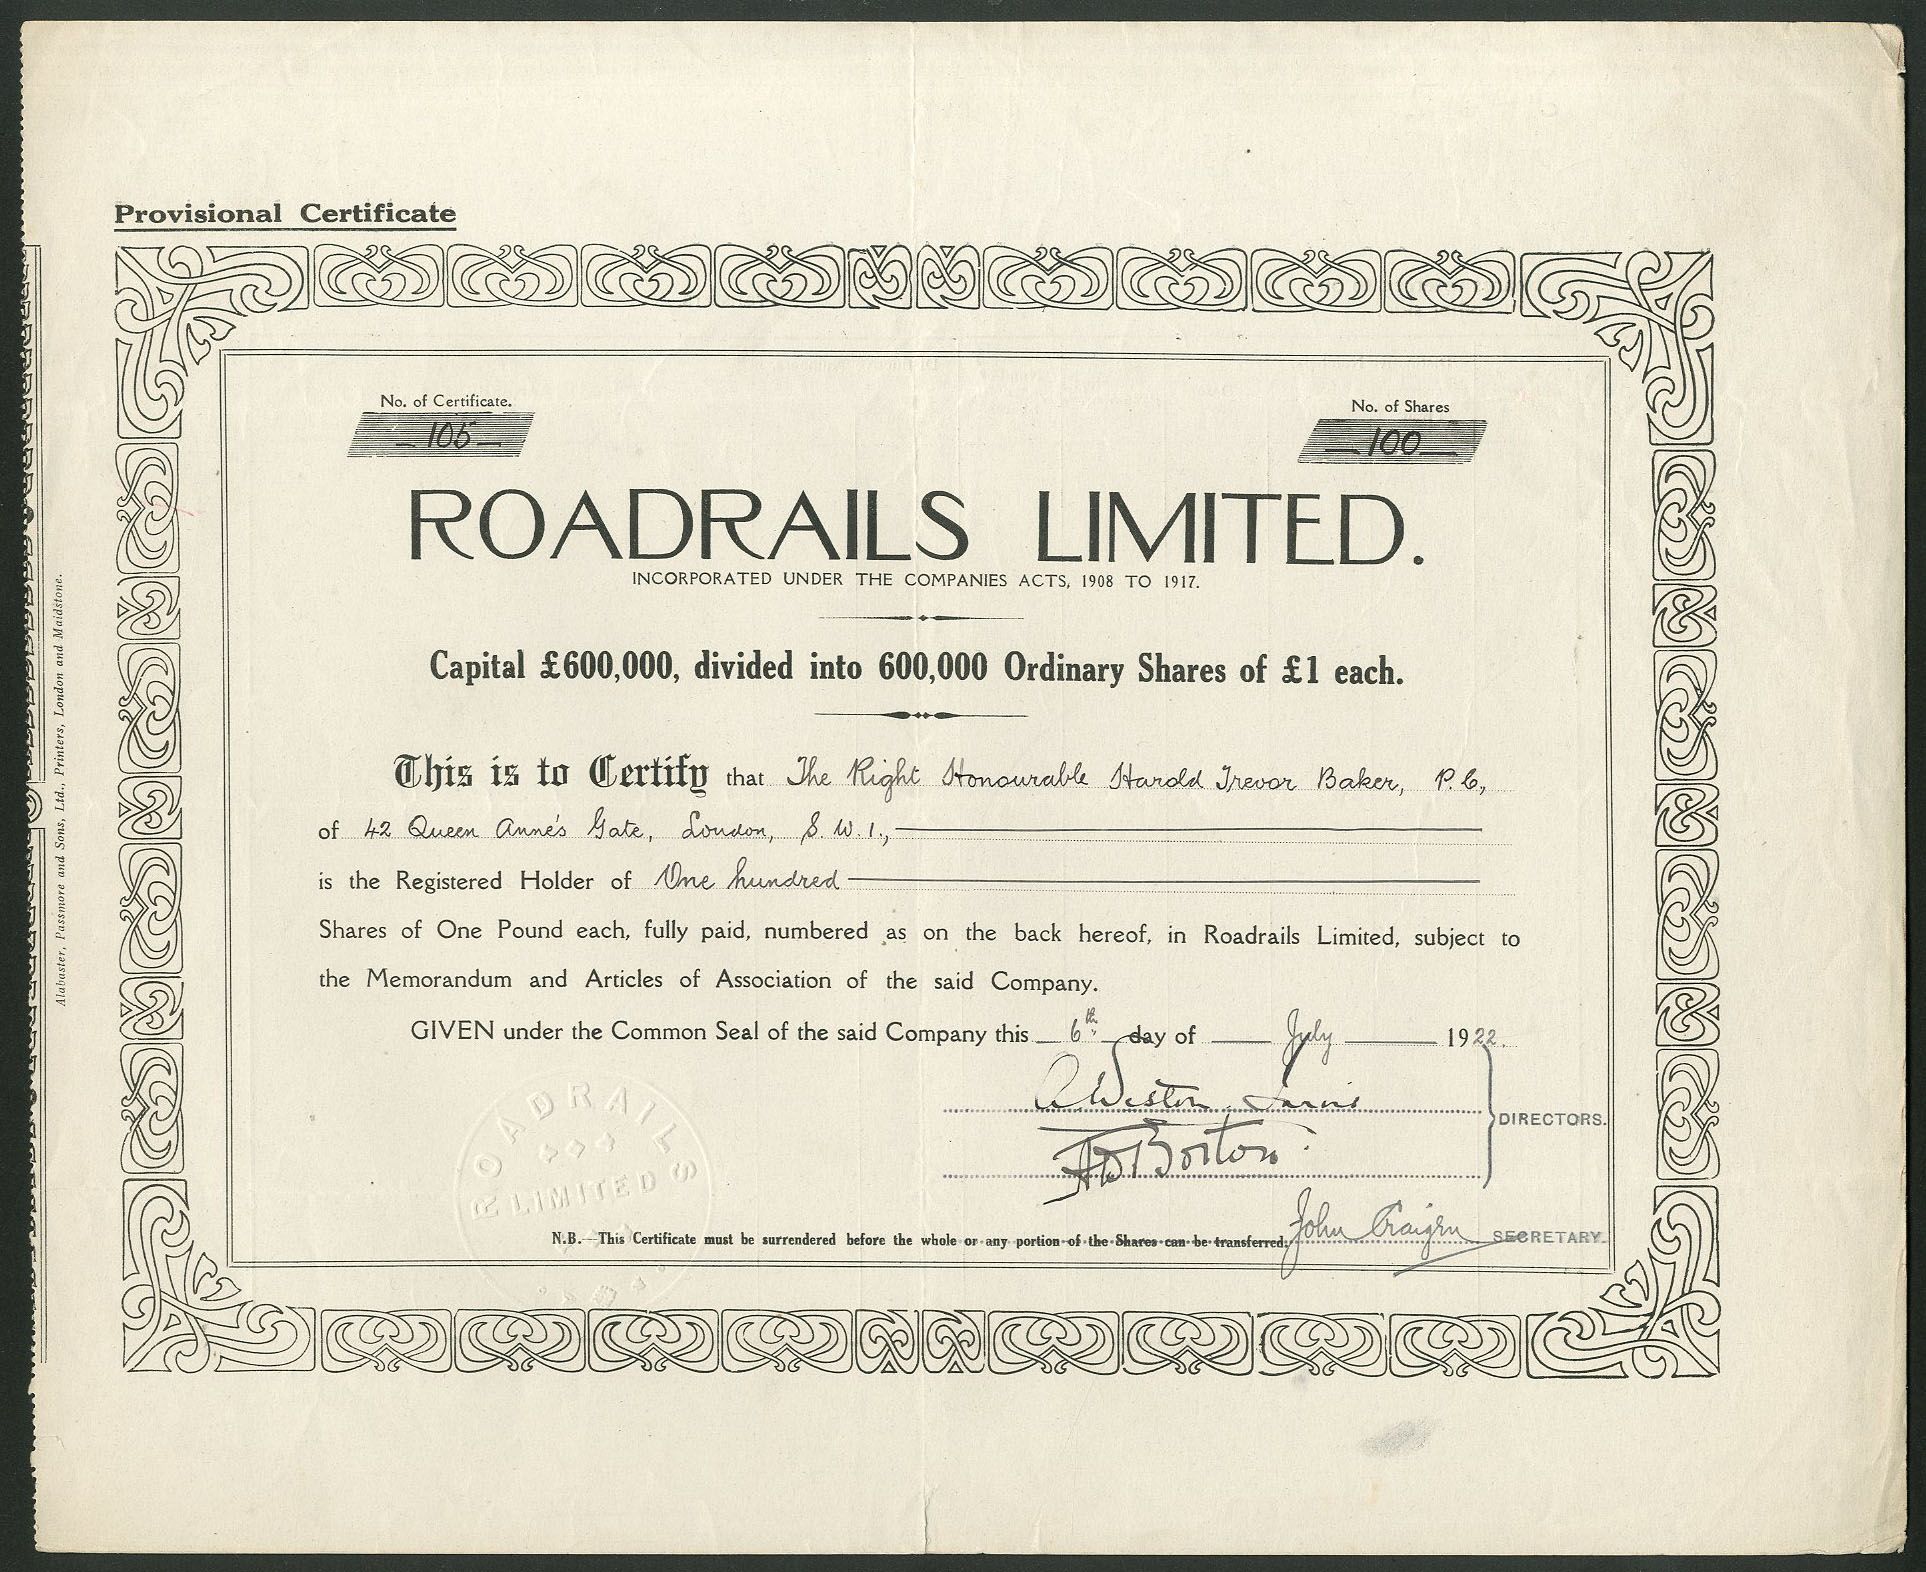 Provisional Certificate
No. of Certificate.
105
No. of Shares
100
ROADRAILS LIMITED.
INCORPORATED UNDER THE COMPANIES ACTS, 1908 TO 1917.
Capital £600,000, divided into 600,000 Ordinary Shares of £1 each.
This is to Certify that The Right Honourable Harold Trevor Baker, P.C.,
of 42 Queen Anne's Gate, London, S.W.1.,
is the Registered Holder of One hundred
Shares of One Pound each, fully paid, numbered as on the back hereof, in Roadrails Limited, subject to
the Memorandum and Articles of Association of the said Company.
GIVEN under the Common Seal of the said Company this 6th day of July 1922.
A Weston Jarvis
Borton
DIRECTORS.
ROADRAILS
LIMITED
N.B.—This Certificate must be surrendered before the whole or any portion of the Shares can be transferred.
John Craigen SECRETARY.
Alabaster, Passmore and Sons, Ltd., Printers, London and Maidstone.